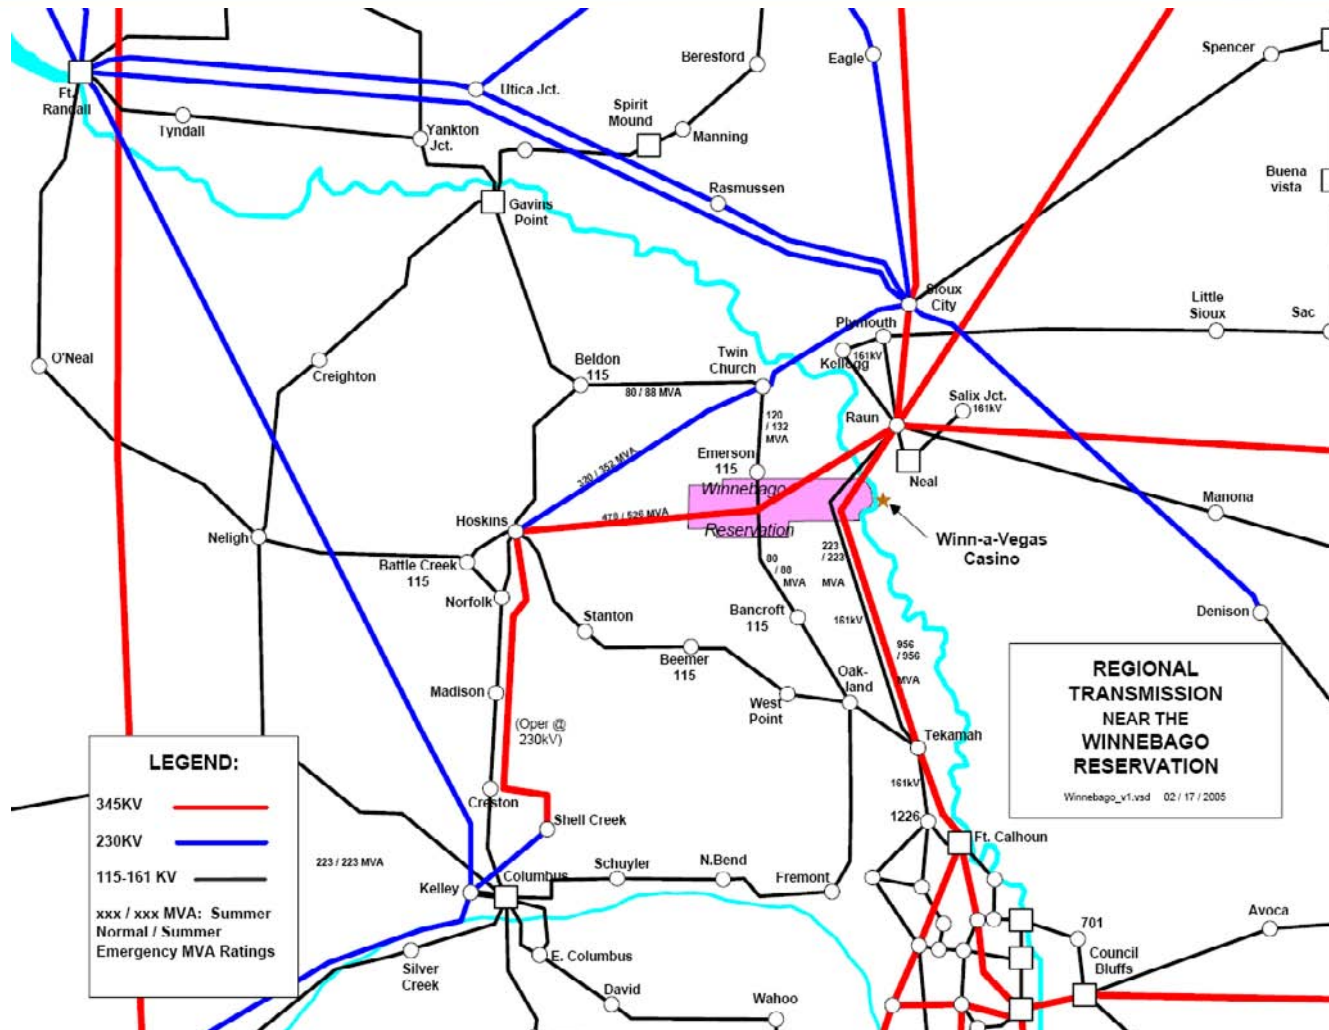 Beresford
Eagle
Spencer
Ft.
Randall
Utica Jct.
Spirit
Mound
Manning
Tyndall
Yankton
Jct.
Buena
vista
Rasmussen
Gavins
Point
Sioux
City
Little
Sioux
Sac
Plymouth
Kellogg
161kV
O'Neal
Creighton
Beldon
115
Twin
Church
80 / 88 MVA
Salix Jct.
161kV
Raun
120
/ 132
MVA
Emerson
115
320 / 352 MVA
Neal
Winnebago
Reservation
Manona
Hoskins
478 / 526 MVA
Winn-a-Vegas
Casino
Neligh
Battle Creek
115
80
/ 88
MVA
223
/ 223
MVA
Norfolk
Stanton
Bancroft
115
161kV
Denison
Beemer
115
956
/ 956
MVA
Oak-
land
Madison
West
Point
REGIONAL
TRANSMISSION
NEAR THE
WINNEBAGO
RESERVATION
Winnebago_v1.vsd 02 / 17 / 2005
(Oper @
230kV)
Tekamah
161kV
LEGEND:
345KV
230KV
115-161 KV
xxx / xxx MVA: Summer
Normal / Summer
Emergency MVA Ratings
Creston
Shell Creek
1226
Ft. Calhoun
223 / 223 MVA
Schuyler
N.Bend
Fremont
Kelley
Columbus
701
Avoca
Council
Bluffs
Silver
Creek
E. Columbus
David
Wahoo